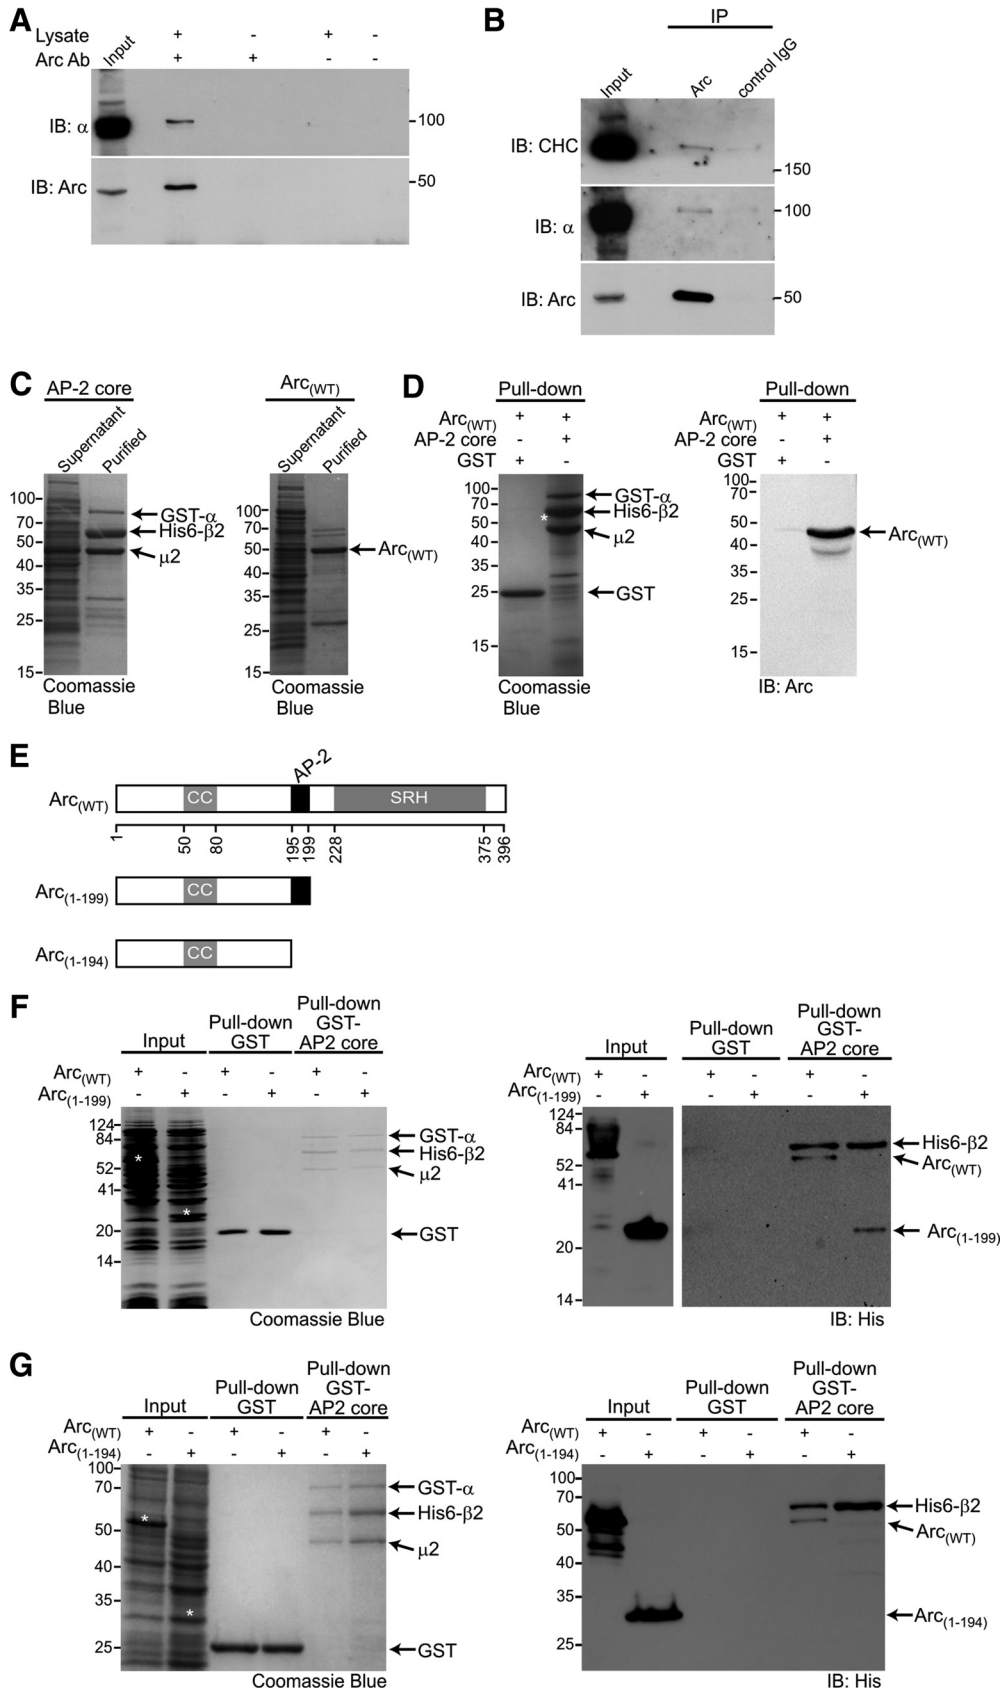 A
Lysate + - + -
Arc Ab Input + + - -
IB: α
100
IB: Arc
50
B
IP
Input Arc control IgG
IB: CHC
150
IB: α
100
IB: Arc
50
C
AP-2 core
Supernatant Purified
100
50
40
35
25
15
GST-α
His6-β2
μ2
Coomassie
Blue
Arc(WT)
Supernatant Purified
100
70
50
40
35
25
15
Arc(WT)
Coomassie
Blue
D
Pull-down
Arc(WT) + +
AP-2 core - +
GST + -
100
70
50
40
35
25
15
*
GST-α
His6-β2
μ2
GST
Coomassie
Blue
Pull-down
Arc(WT) + +
AP-2 core - +
GST + -
100
70
50
40
35
25
15
Arc(WT)
IB: Arc
E
AP-2
Arc(WT) CC SRH
1 50 80 195 199 228 375 396
Arc(1-199) CC
Arc(1-194) CC
F
Input
Pull-down
GST
Pull-down
GST-
AP2 core
Arc(WT) + - + - + -
Arc(1-199) - + - + - +
124
84
52
41
20
14
*
*
GST-α
His6-β2
μ2
GST
Coomassie Blue
Input
Pull-down
GST
Pull-down
GST-
AP2 core
Arc(WT) + - + - + -
Arc(1-199) - + - + - +
124
84
52
41
20
14
His6-β2
Arc(WT)
Arc(1-199)
IB: His
G
Input
Pull-down
GST
Pull-down
GST-
AP2 core
Arc(WT) + - + - + -
Arc(1-194) - + - + - +
100
70
50
40
35
25
*
*
GST-α
His6-β2
μ2
GST
Coomassie Blue
Input
Pull-down
GST
Pull-down
GST-
AP2 core
Arc(WT) + - + - + -
Arc(1-194) - + - + - +
100
70
50
40
35
25
His6-β2
Arc(WT)
Arc(1-194)
IB: His